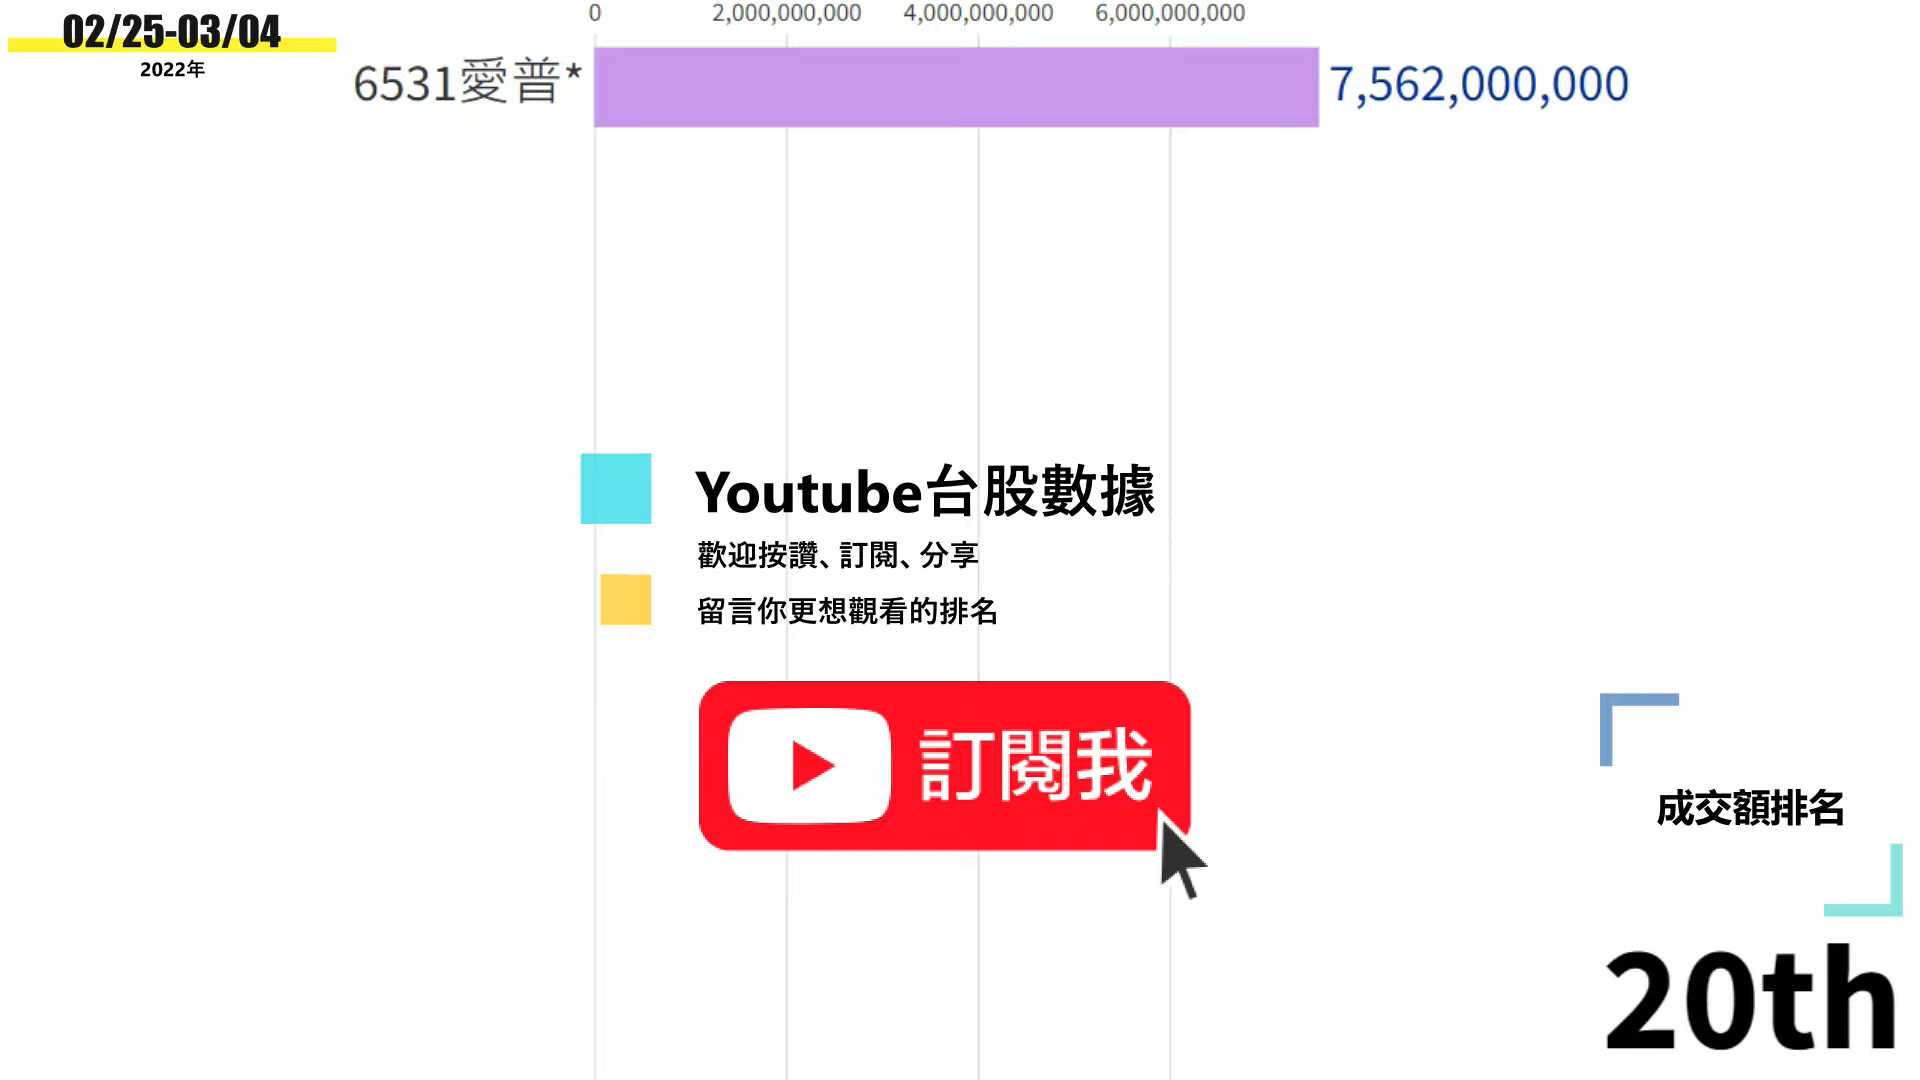 02/25-03/04
2022年
0 2,000,000,000 4,000,000,000 6,000,000,000
6531愛普* 7,562,000,000
Youtube台股數據
歡迎按讚、訂閱、分享
留言你更想觀看的排名
訂閱我
成交額排名
20th